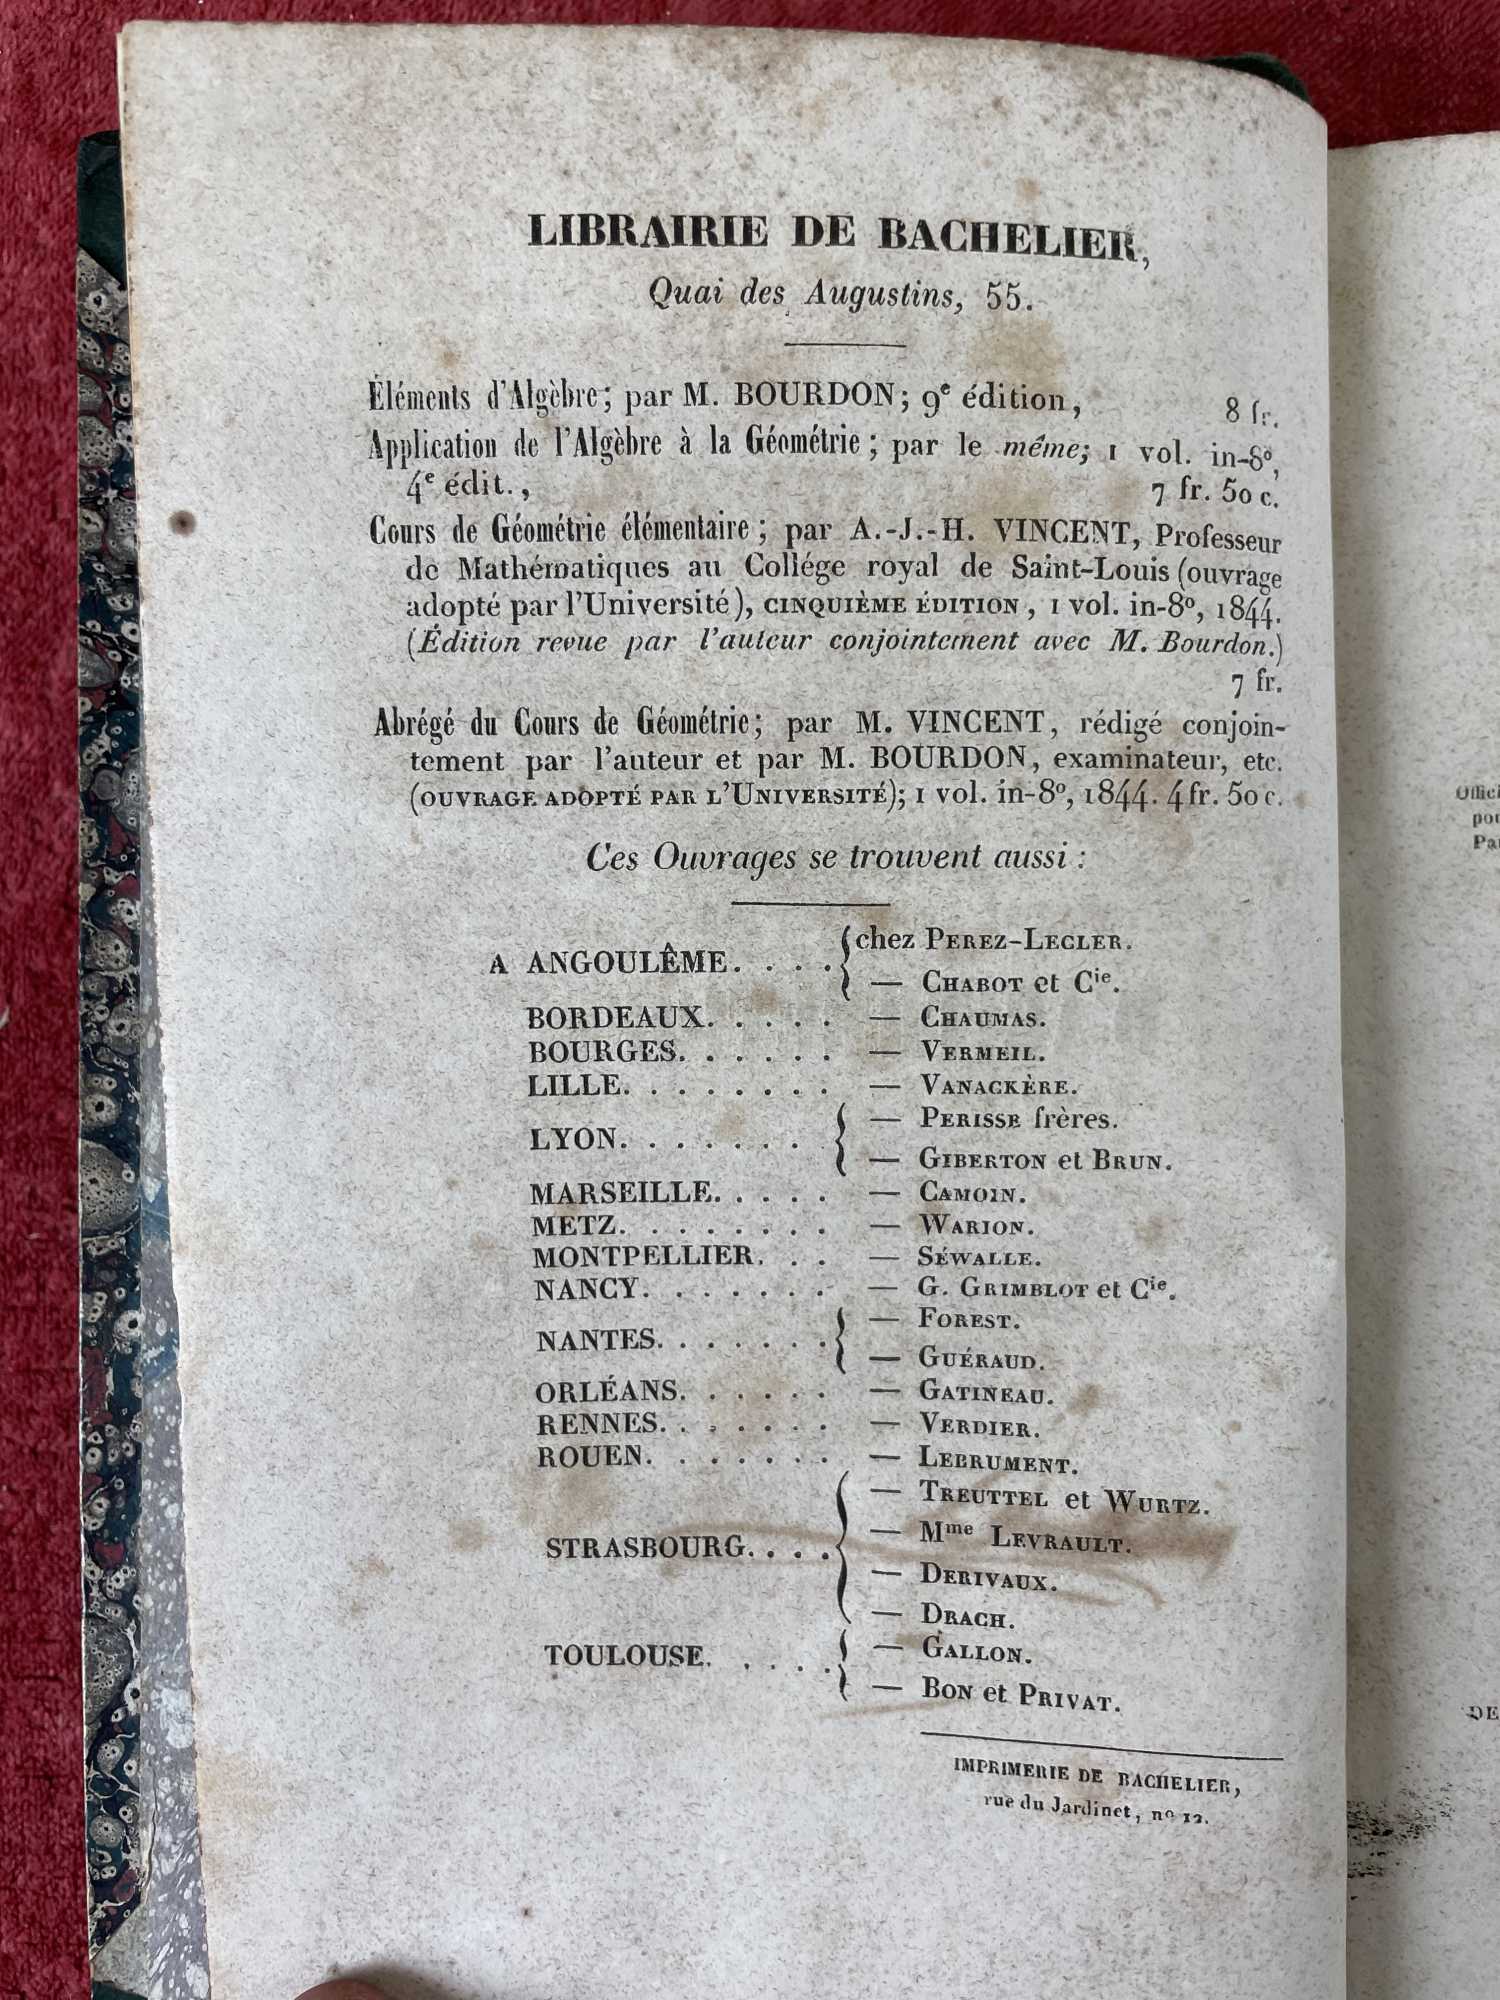 LIBRAIRIE DE BACHELIER,
Quai des Augustins, 55.
Éléments d'Algèbre; par M. BOURDON; 9e édition, 8 fr.
Application de l'Algèbre à la Géométrie; par le même; 1 vol. in-8º,
4e édit., 7 fr. 50 c.
Cours de Géométrie élémentaire; par A.-J.-H. VINCENT, Professeur
de Mathématiques au Collége royal de Saint-Louis (ouvrage
adopté par l'Université), CINQUIÈME ÉDITION, 1 vol. in-8º, 1844.
(Édition revue par l'auteur conjointement avec M. Bourdon.)
7 fr.
Abrégé du Cours de Géométrie; par M. VINCENT, rédigé conjoin-
tement par l'auteur et par M. BOURDON, examinateur, etc.
(OUVRAGE ADOPTÉ PAR L'UNIVERSITÉ); 1 vol. in-8º, 1844. 4 fr. 50 c.
Ces Ouvrages se trouvent aussi :
A ANGOULÊME. . . . . { chez PEREZ-LECLER.
— CHABOT et Cie.
BORDEAUX. . . . . — CHAUMAS.
BOURGES. . . . . . — VERMEIL.
LILLE. . . . . . . . — VANACKÈRE.
LYON. . . . . . . { — PERISSE frères.
— GIBERTON et BRUN.
MARSEILLE. . . . . — CAMOIN.
METZ. . . . . . . . — WARION.
MONTPELLIER. . . — SÉWALLE.
NANCY. . . . . . . — G. GRIMBLOT et Cie.
NANTES. . . . . . . { — FOREST.
— GUÉRAUD.
ORLÉANS. . . . . . — GATINEAU.
RENNES. . . . . . . — VERDIER.
ROUEN. . . . . . . — LEBRUMENT.
STRASBOURG. . . . { — TREUTTEL et WURTZ.
— Mme LEVRAULT.
— DERIVAUX.
— DRACH.
TOULOUSE. . . . . { — GALLON.
— BON et PRIVAT.
IMPRIMERIE DE BACHELIER,
rue du Jardinet, nº 12.
Offici
pou
Pa
DE